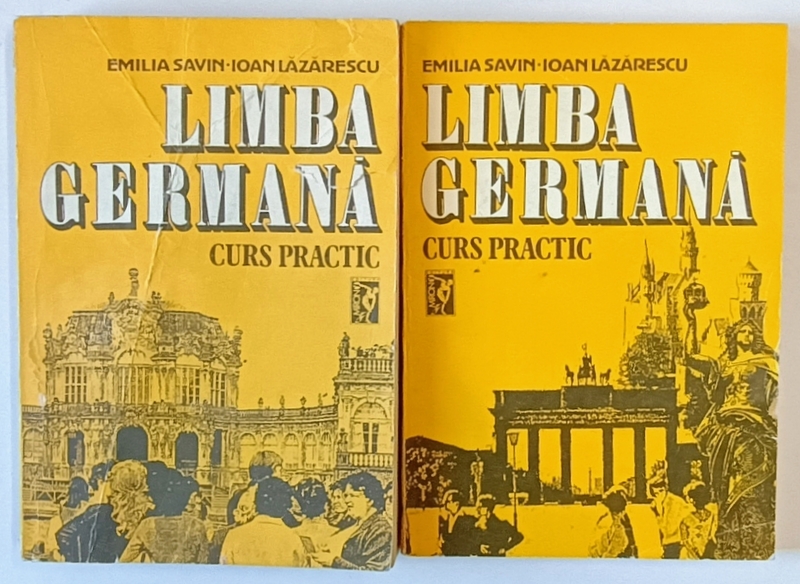 EMILIA SAVIN·IOAN LĂZĂRESCU
LIMBA
GERMANĂ
CURS PRACTIC
EMILIA SAVIN·IOAN LĂZĂRESCU
LIMBA
GERMANĂ
CURS PRACTIC